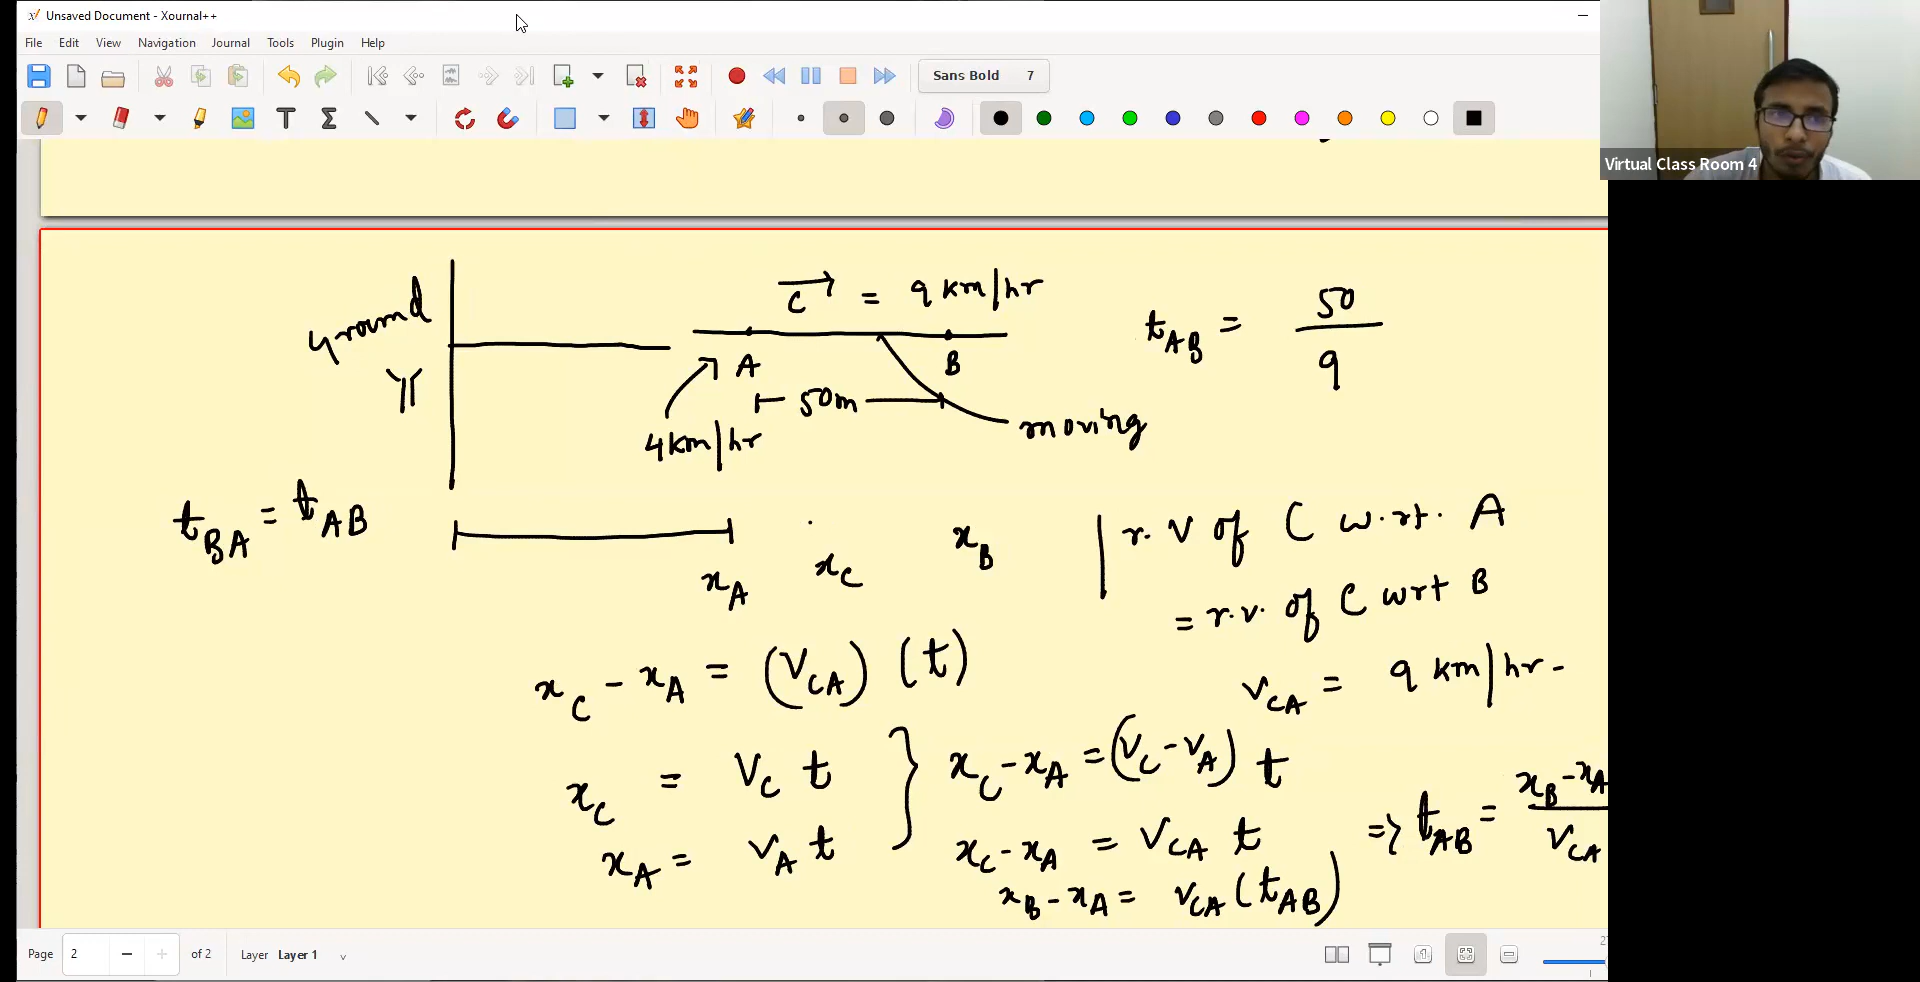 Unsaved Document - Xournal++
File Edit View Navigation Journal Tools Plugin Help
Sans Bold 7
Virtual Class Room 4
ground
C = 9 km/hr
A B
50m
4km/hr
moving
t_AB = 50/9
t_BA = t_AB
x_A x_C x_B
r. V of C w.rt. A
= r.v. of C wrt B
V_CA = 9 km/hr -
x_C - x_A = (V_CA) (t)
x_C = V_C t
x_A = V_A t
} x_C - x_A = (V_C - V_A) t
x_C - x_A = V_CA t
x_B - x_A = V_CA (t_AB)
=> t_AB = x_B - x_A / V_CA
Page 2 of 2 Layer Layer 1